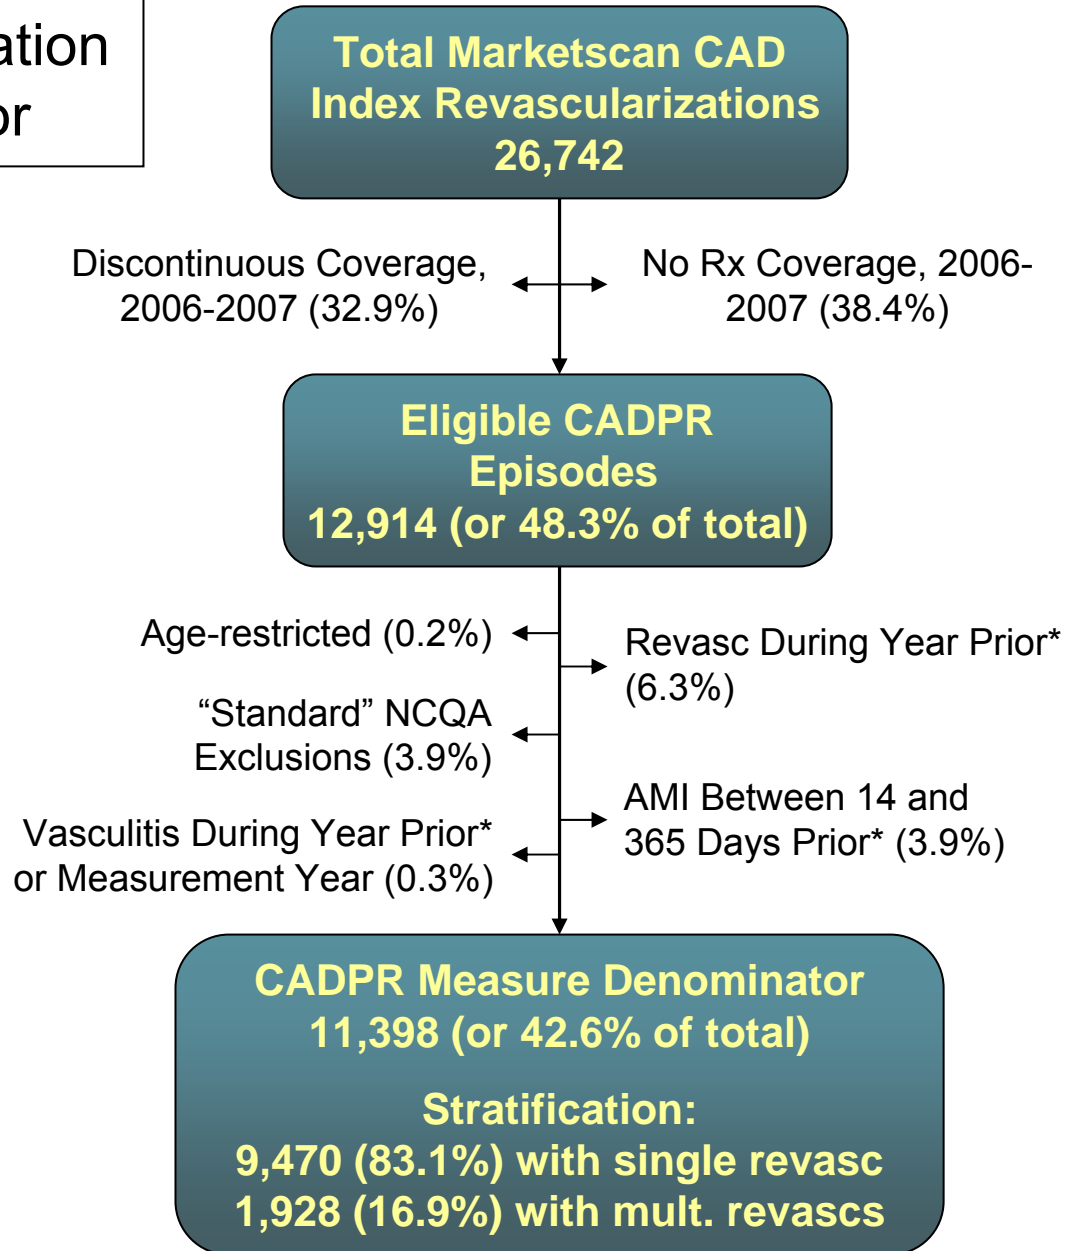 Total Marketscan CAD
Index Revascularizations
26,742
Discontinuous Coverage,
2006-2007 (32.9%)
No Rx Coverage, 2006-
2007 (38.4%)
Eligible CADPR
Episodes
12,914 (or 48.3% of total)
Age-restricted (0.2%)
Revasc During Year Prior*
(6.3%)
“Standard” NCQA
Exclusions (3.9%)
AMI Between 14 and
365 Days Prior* (3.9%)
Vasculitis During Year Prior*
or Measurement Year (0.3%)
CADPR Measure Denominator
11,398 (or 42.6% of total)
Stratification:
9,470 (83.1%) with single revasc
1,928 (16.9%) with mult. revascs